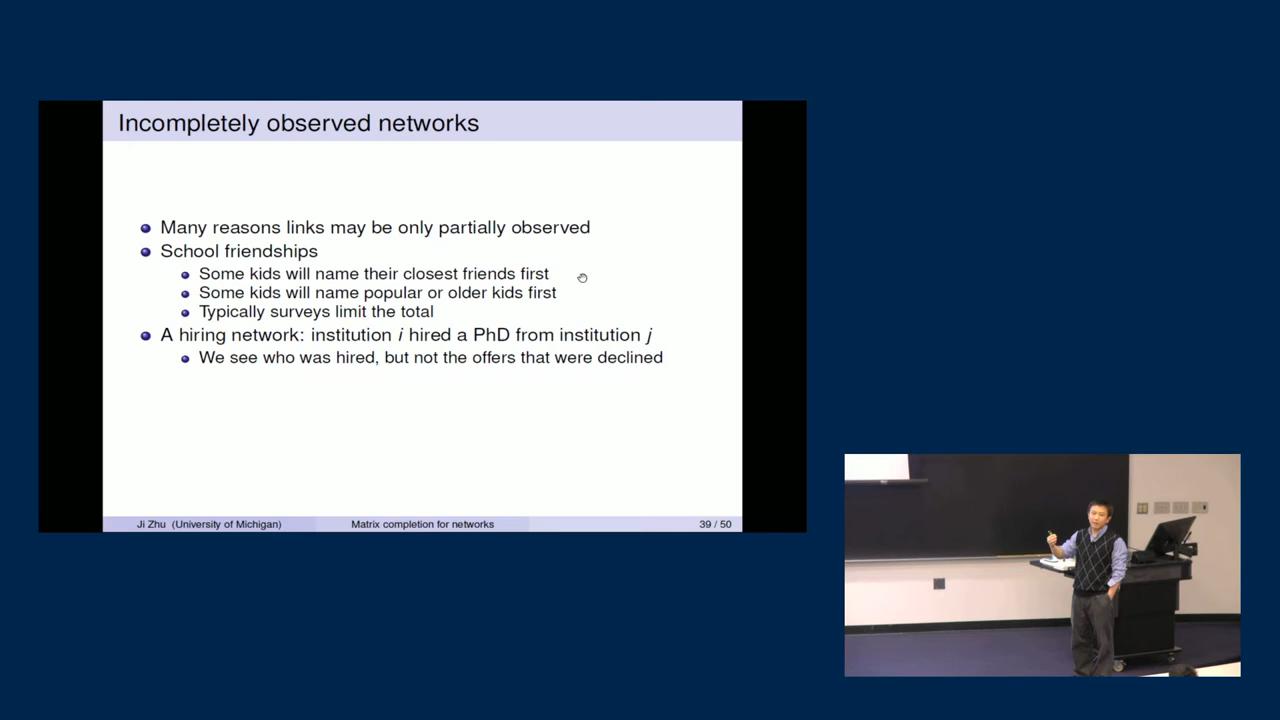 Incompletely observed networks
Many reasons links may be only partially observed
School friendships
Some kids will name their closest friends first
Some kids will name popular or older kids first
Typically surveys limit the total
A hiring network: institution i hired a PhD from institution j
We see who was hired, but not the offers that were declined
Ji Zhu (University of Michigan) Matrix completion for networks 39 / 50